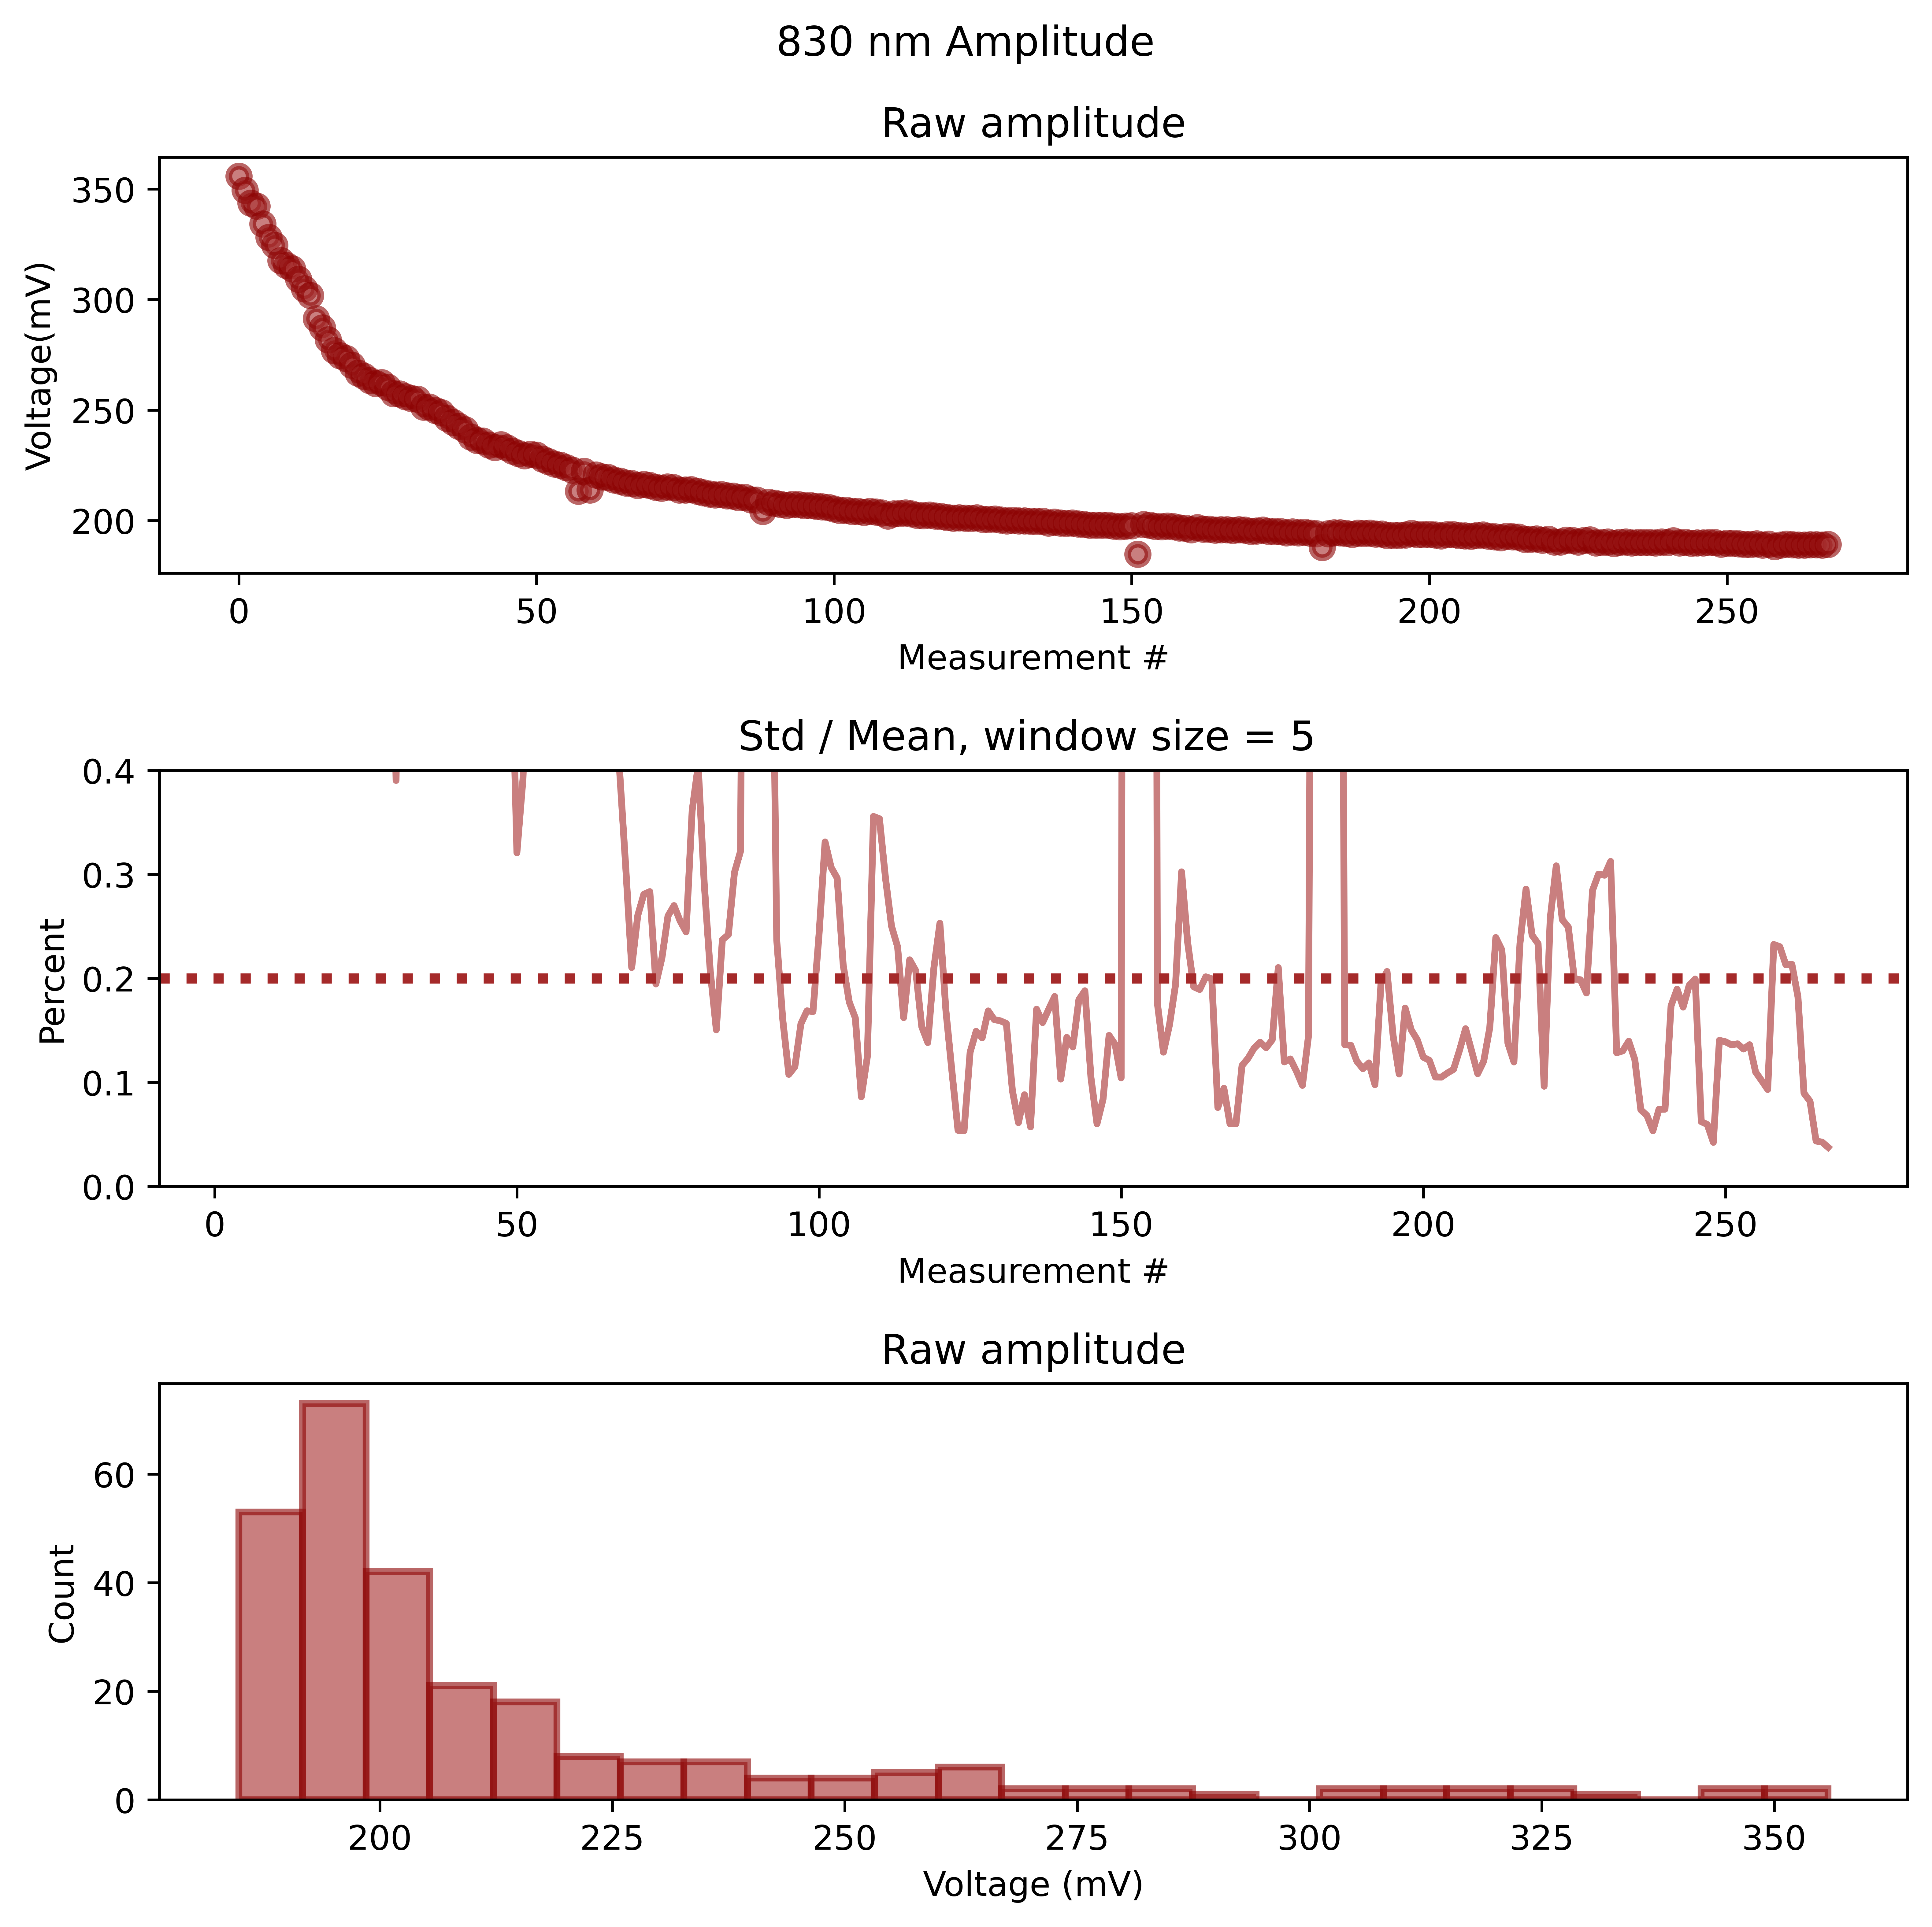 830 nm Amplitude
Raw amplitude
Voltage(mV)
350
300
250
200
0 50 100 150 200 250
Measurement #
Std / Mean, window size = 5
Percent
0.4
0.3
0.2
0.1
0.0
0 50 100 150 200 250
Measurement #
Raw amplitude
Count
60
40
20
0
200 225 250 275 300 325 350
Voltage (mV)